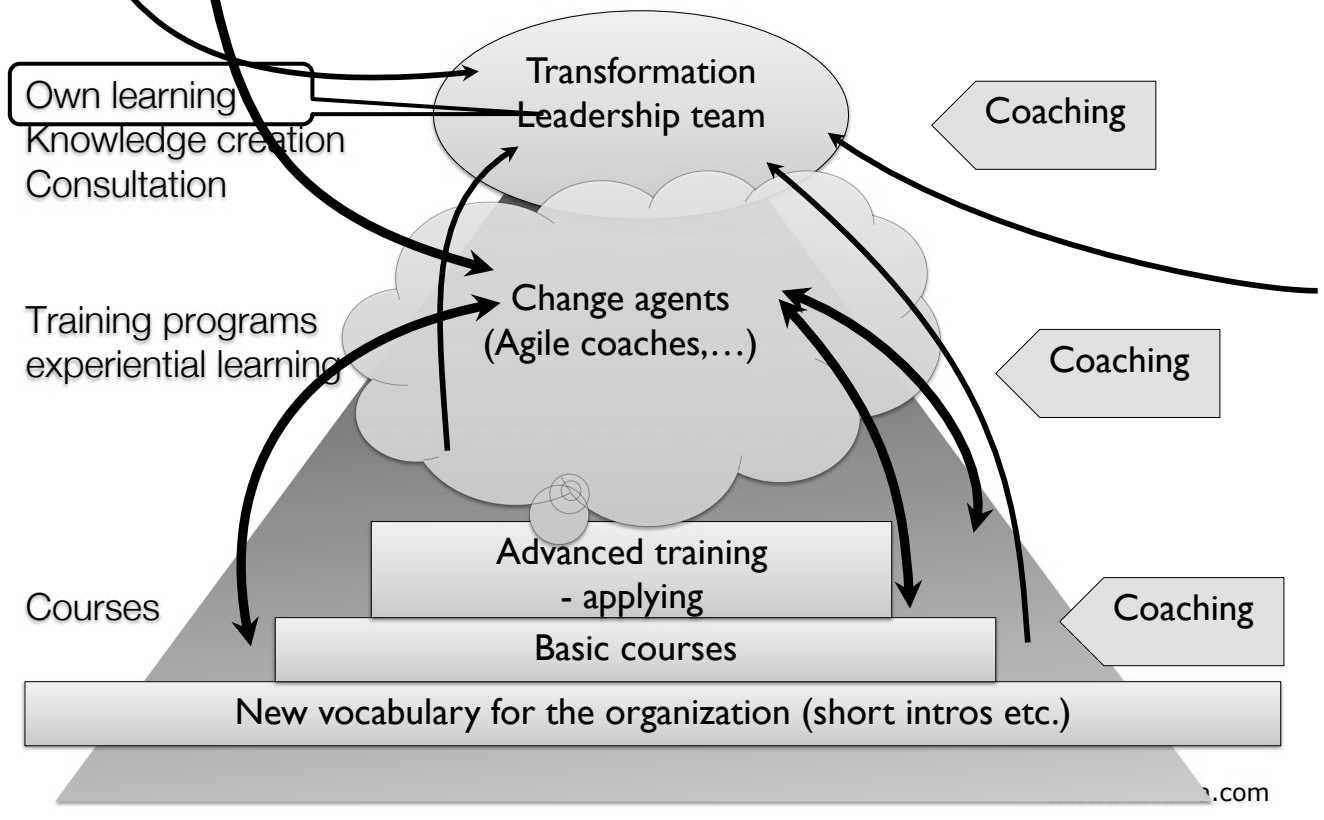 Transformation
Leadership team
Coaching
Own learning
Knowledge creation
Consultation
Change agents
(Agile coaches,…)
Coaching
Training programs
experiential learning
Advanced training
- applying
Coaching
Courses
Basic courses
New vocabulary for the organization (short intros etc.)
.com